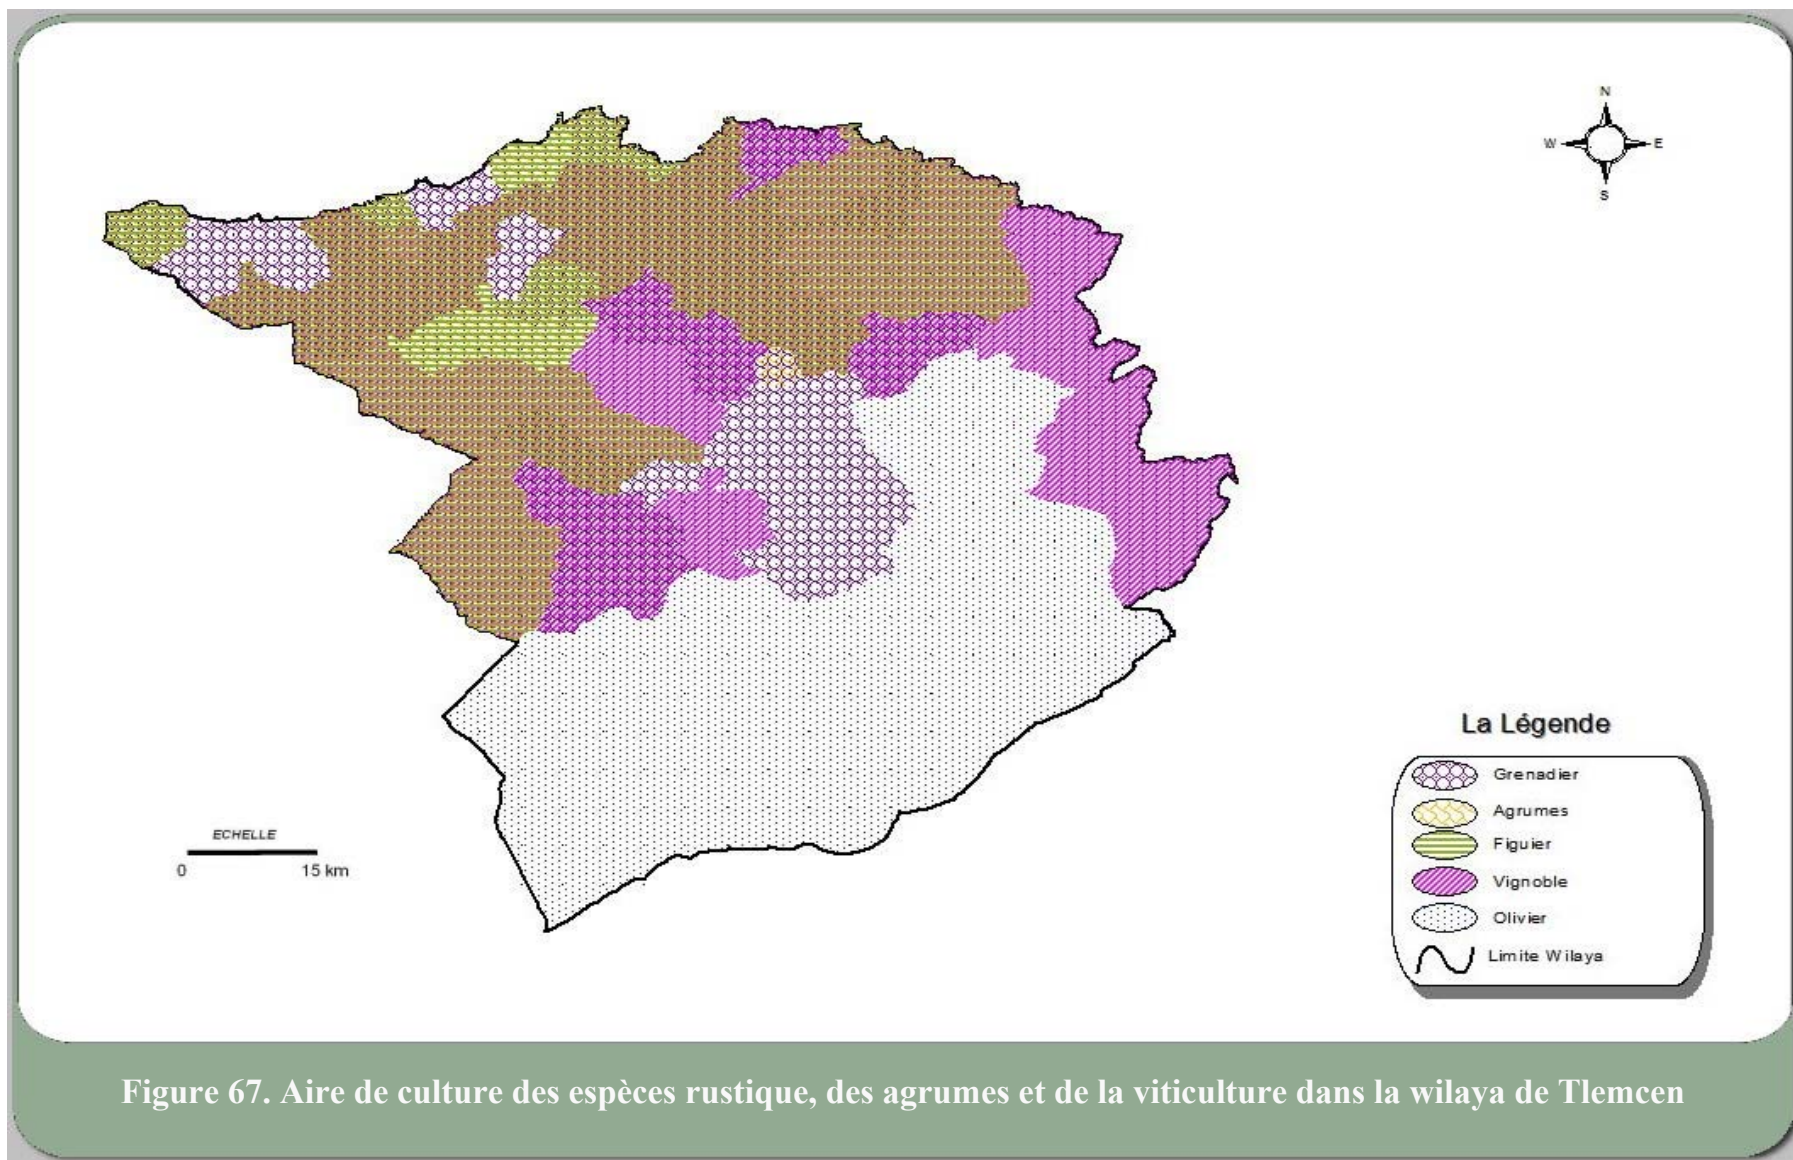 N
W
E
S
La Légende
Grenadier
Agrumes
Figuier
Vignoble
Olivier
Limite Wilaya
ECHELLE
0 15 km
Figure 67. Aire de culture des espèces rustique, des agrumes et de la viticulture dans la wilaya de Tlemcen